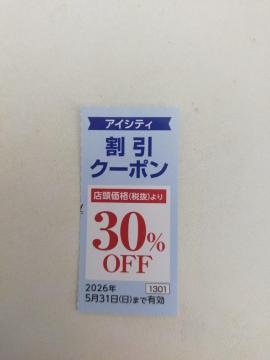 アイシティ
割引
クーポン
店頭価格(税抜)より
30%
OFF
2026年 1301
5月31日(日)まで有効